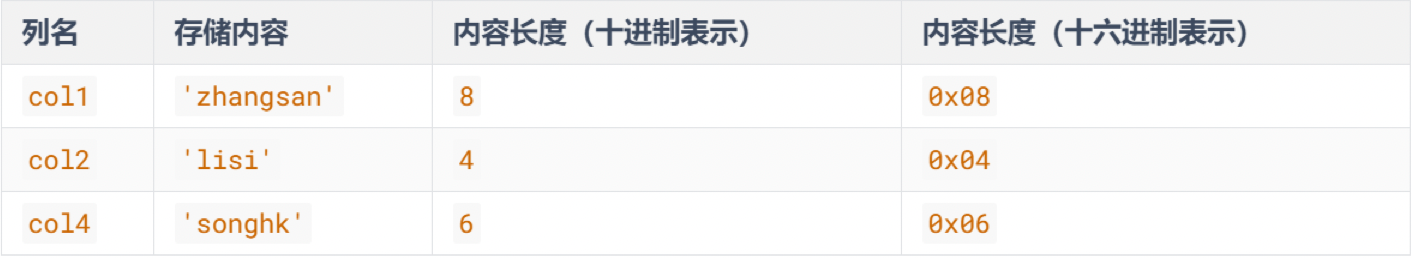 列名 存储内容 内容长度（十进制表示） 内容长度（十六进制表示）
col1 'zhangsan' 8 0x08
col2 'lisi' 4 0x04
col4 'songhk' 6 0x06